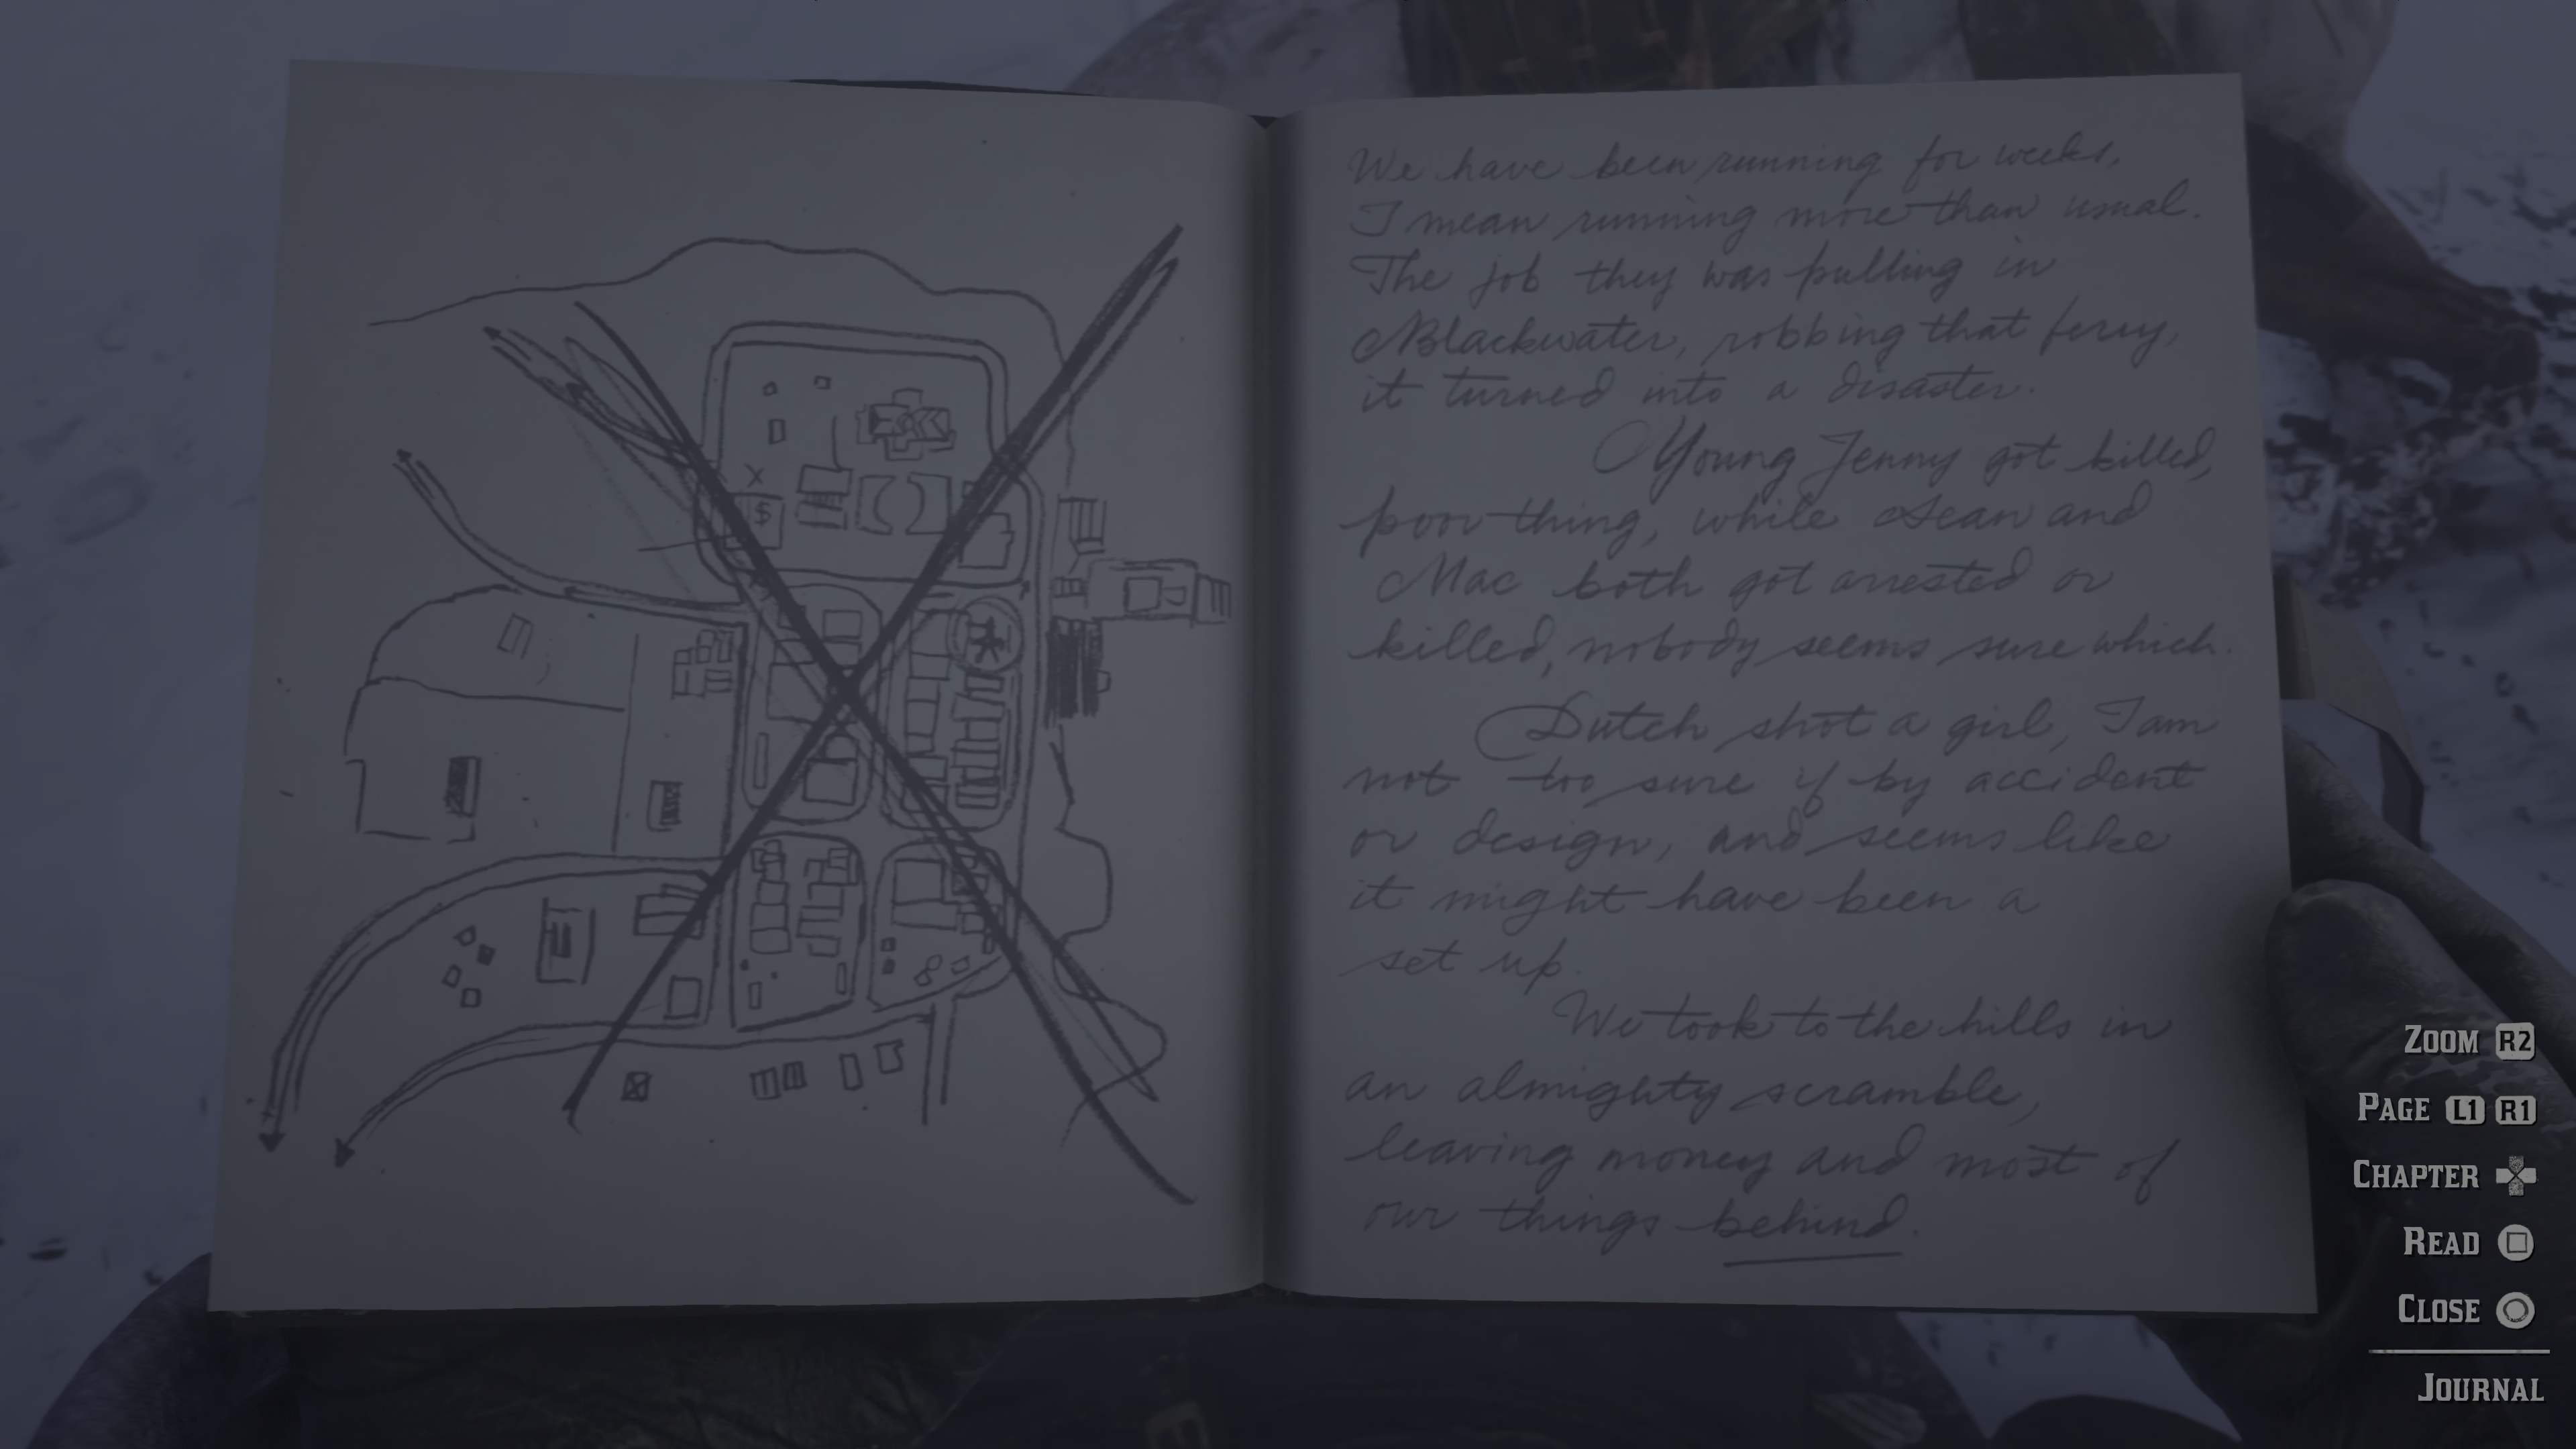 We have been running for weeks,
I mean running more than usual.
The job they was pulling in
Blackwater, robbing that ferry,
it turned into a disaster.
Young Jenny got killed,
poor thing, while Sean and
Mac both got arrested or
killed, nobody seems sure which.
Dutch shot a girl, I am
not too sure if by accident
or design, and seems like
it might have been a
set up.
We took to the hills in
an almighty scramble,
leaving money and most of
our things behind.
X
$
ZOOM R2
PAGE L1 R1
CHAPTER
READ
CLOSE
JOURNAL